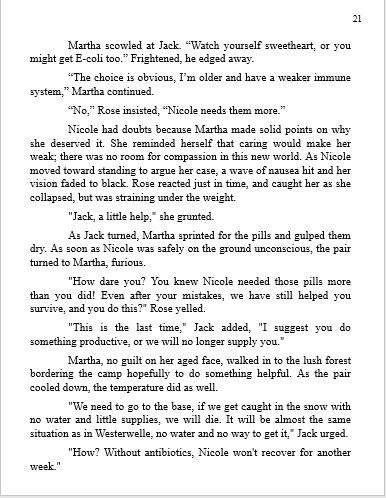 21
Martha scowled at Jack. “Watch yourself sweetheart, or you
might get E-coli too.” Frightened, he edged away.
“The choice is obvious, I’m older and have a weaker immune
system,” Martha continued.
“No,” Rose insisted, “Nicole needs them more.”
Nicole had doubts because Martha made solid points on why
she deserved it. She reminded herself that caring would make her
weak; there was no room for compassion in this new world. As Nicole
moved toward standing to argue her case, a wave of nausea hit and her
vision faded to black. Rose reacted just in time, and caught her as she
collapsed, but was straining under the weight.
"Jack, a little help," she grunted.
As Jack turned, Martha sprinted for the pills and gulped them
dry. As soon as Nicole was safely on the ground unconscious, the pair
turned to Martha, furious.
"How dare you? You knew Nicole needed those pills more
than you did! Even after your mistakes, we have still helped you
survive, and you do this?" Rose yelled.
"This is the last time," Jack added, "I suggest you do
something productive, or we will no longer supply you."
Martha, no guilt on her aged face, walked in to the lush forest
bordering the camp hopefully to do something helpful. As the pair
cooled down, the temperature did as well.
"We need to go to the base, if we get caught in the snow with
no water and little supplies, we will die. It will be almost the same
situation as in Westerwelle, no water and no way to get it," Jack urged.
"How? Without antibiotics, Nicole won't recover for another
week."